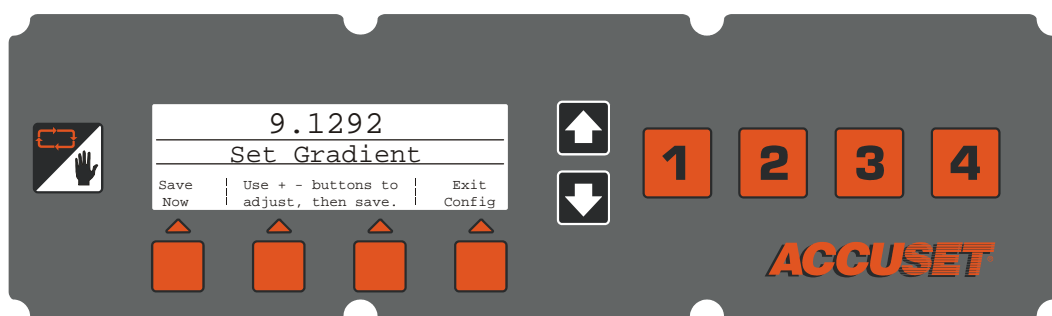 9.1292
Set Gradient
Save Now
Use + - buttons to
adjust, then save.
Exit
Config
1 2 3 4
ACCUSET®